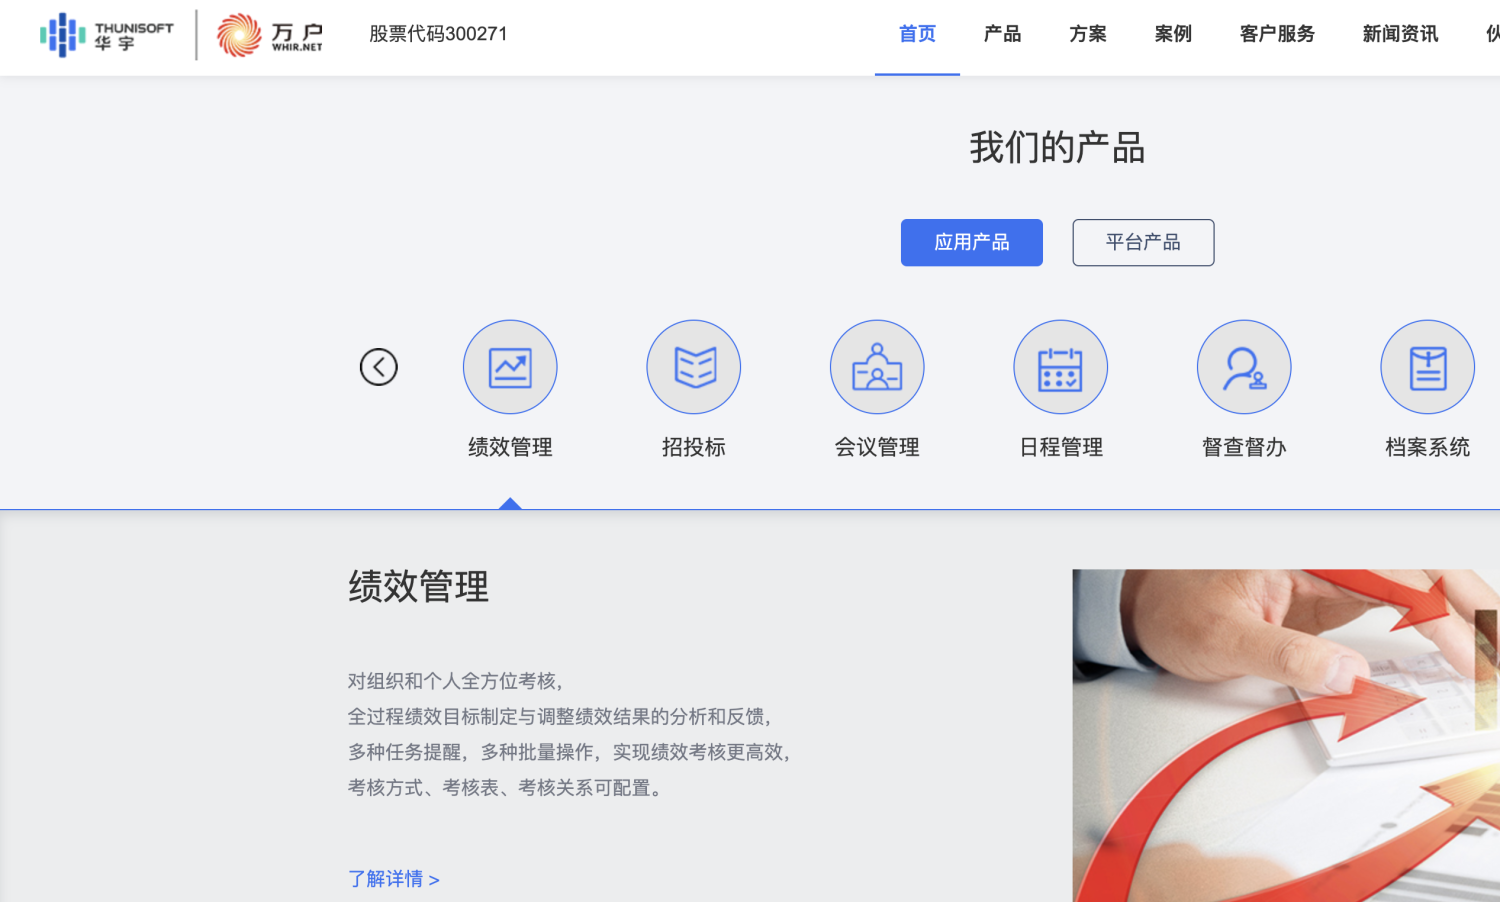 THUNISOFT
华宇
万户
WHIR.NET
股票代码300271
首页 产品 方案 案例 客户服务 新闻资讯
我们的产品
应用产品 平台产品
绩效管理 招投标 会议管理 日程管理 督查督办 档案系统
绩效管理
对组织和个人全方位考核，
全过程绩效目标制定与调整绩效结果的分析和反馈，
多种任务提醒，多种批量操作，实现绩效考核更高效，
考核方式、考核表、考核关系可配置。
了解详情 >